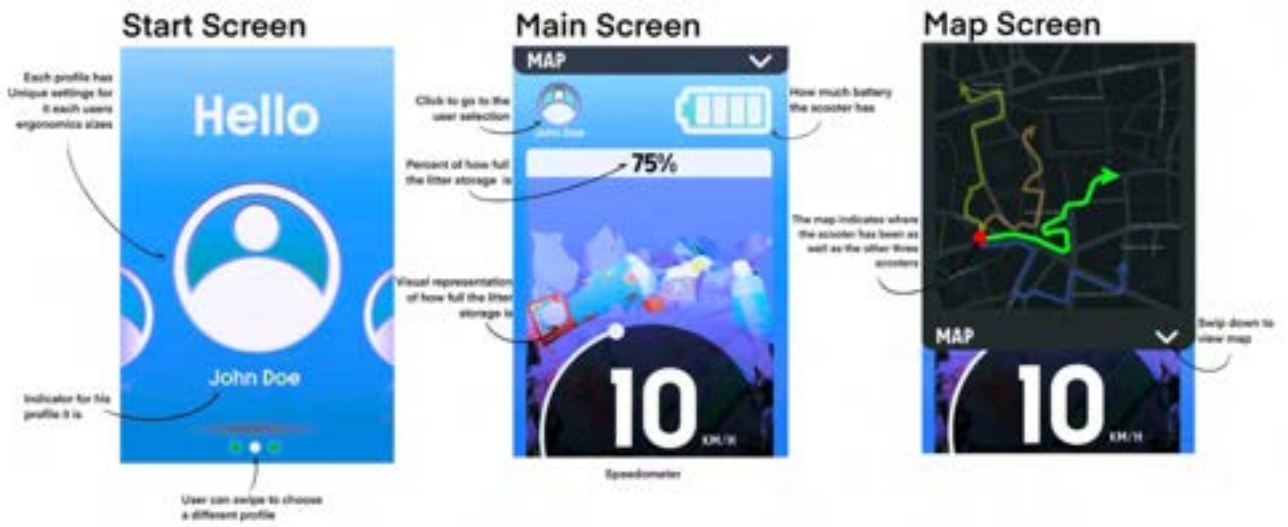 Start Screen
Each profile has
Unique settings for
it each users
ergonomics sizes
Hello
John Doe
Indicator for his
profile it is
User can swipe to choose
a different profile
Main Screen
MAP
Click to go to the
user selection
John Doe
How much battery
the scooter has
Percent of how full
the litter storage is
75%
Visual representation
of how full the litter
storage is
10
KM/H
Speedometer
Map Screen
The map indicates where
the scooter has been as
well as the other three
scooters
MAP
Swip down to
view map
10
KM/H